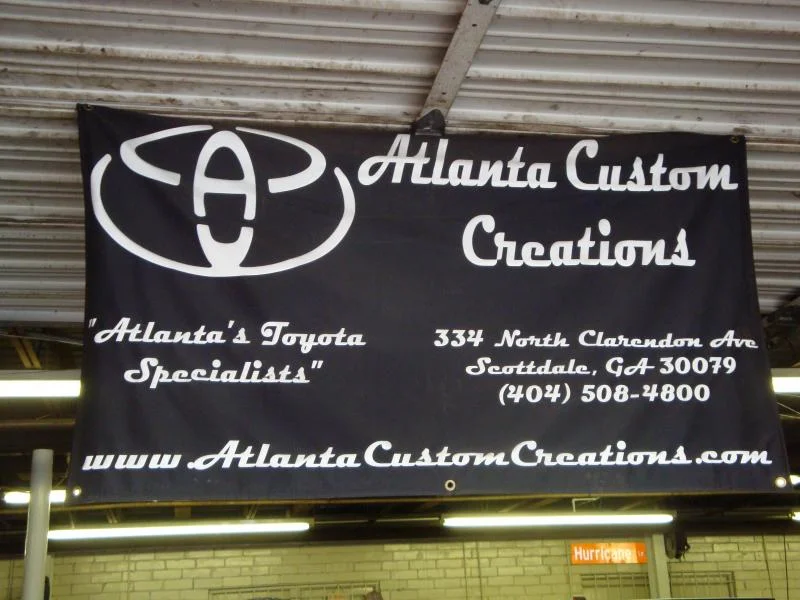 Atlanta Custom
Creations
"Atlanta's Toyota
Specialists"
334 North Clarendon Ave
Scottdale, GA 30079
(404) 508-4800
www.AtlantaCustomCreations.com
Hurricane